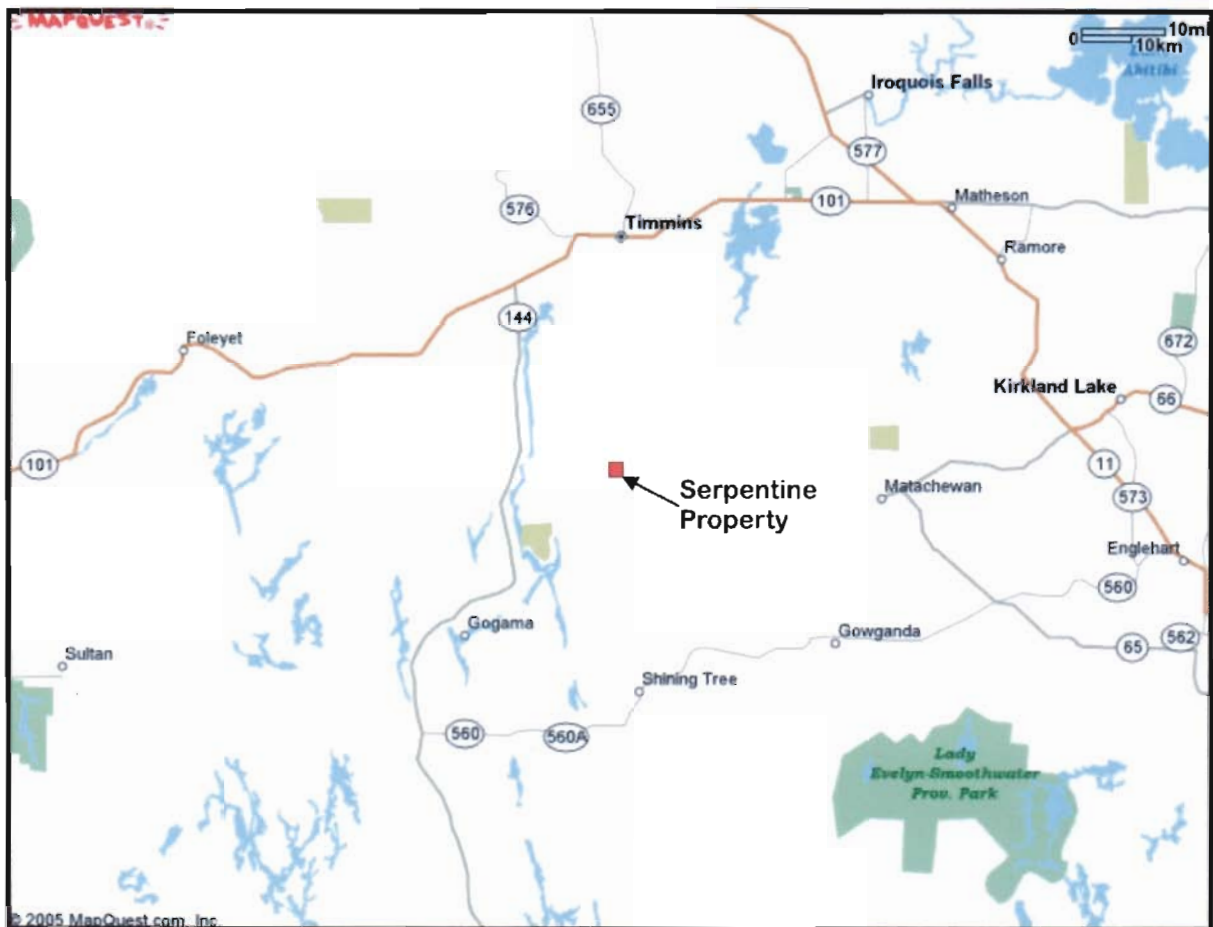 MAPQUEST
0 10mi
10km
Abitibi
Iroquois Falls
655
577
576
101
Matheson
Timmins
Ramore
144
Foleyet
672
Kirkland Lake
66
101
11
Serpentine
Property
Matachewan
573
Englehart
560
Gogama
Gowganda
562
65
Sultan
Shining Tree
560
560A
Lady
Evelyn-Smoothwater
Prov. Park
© 2005 MapQuest.com, Inc.